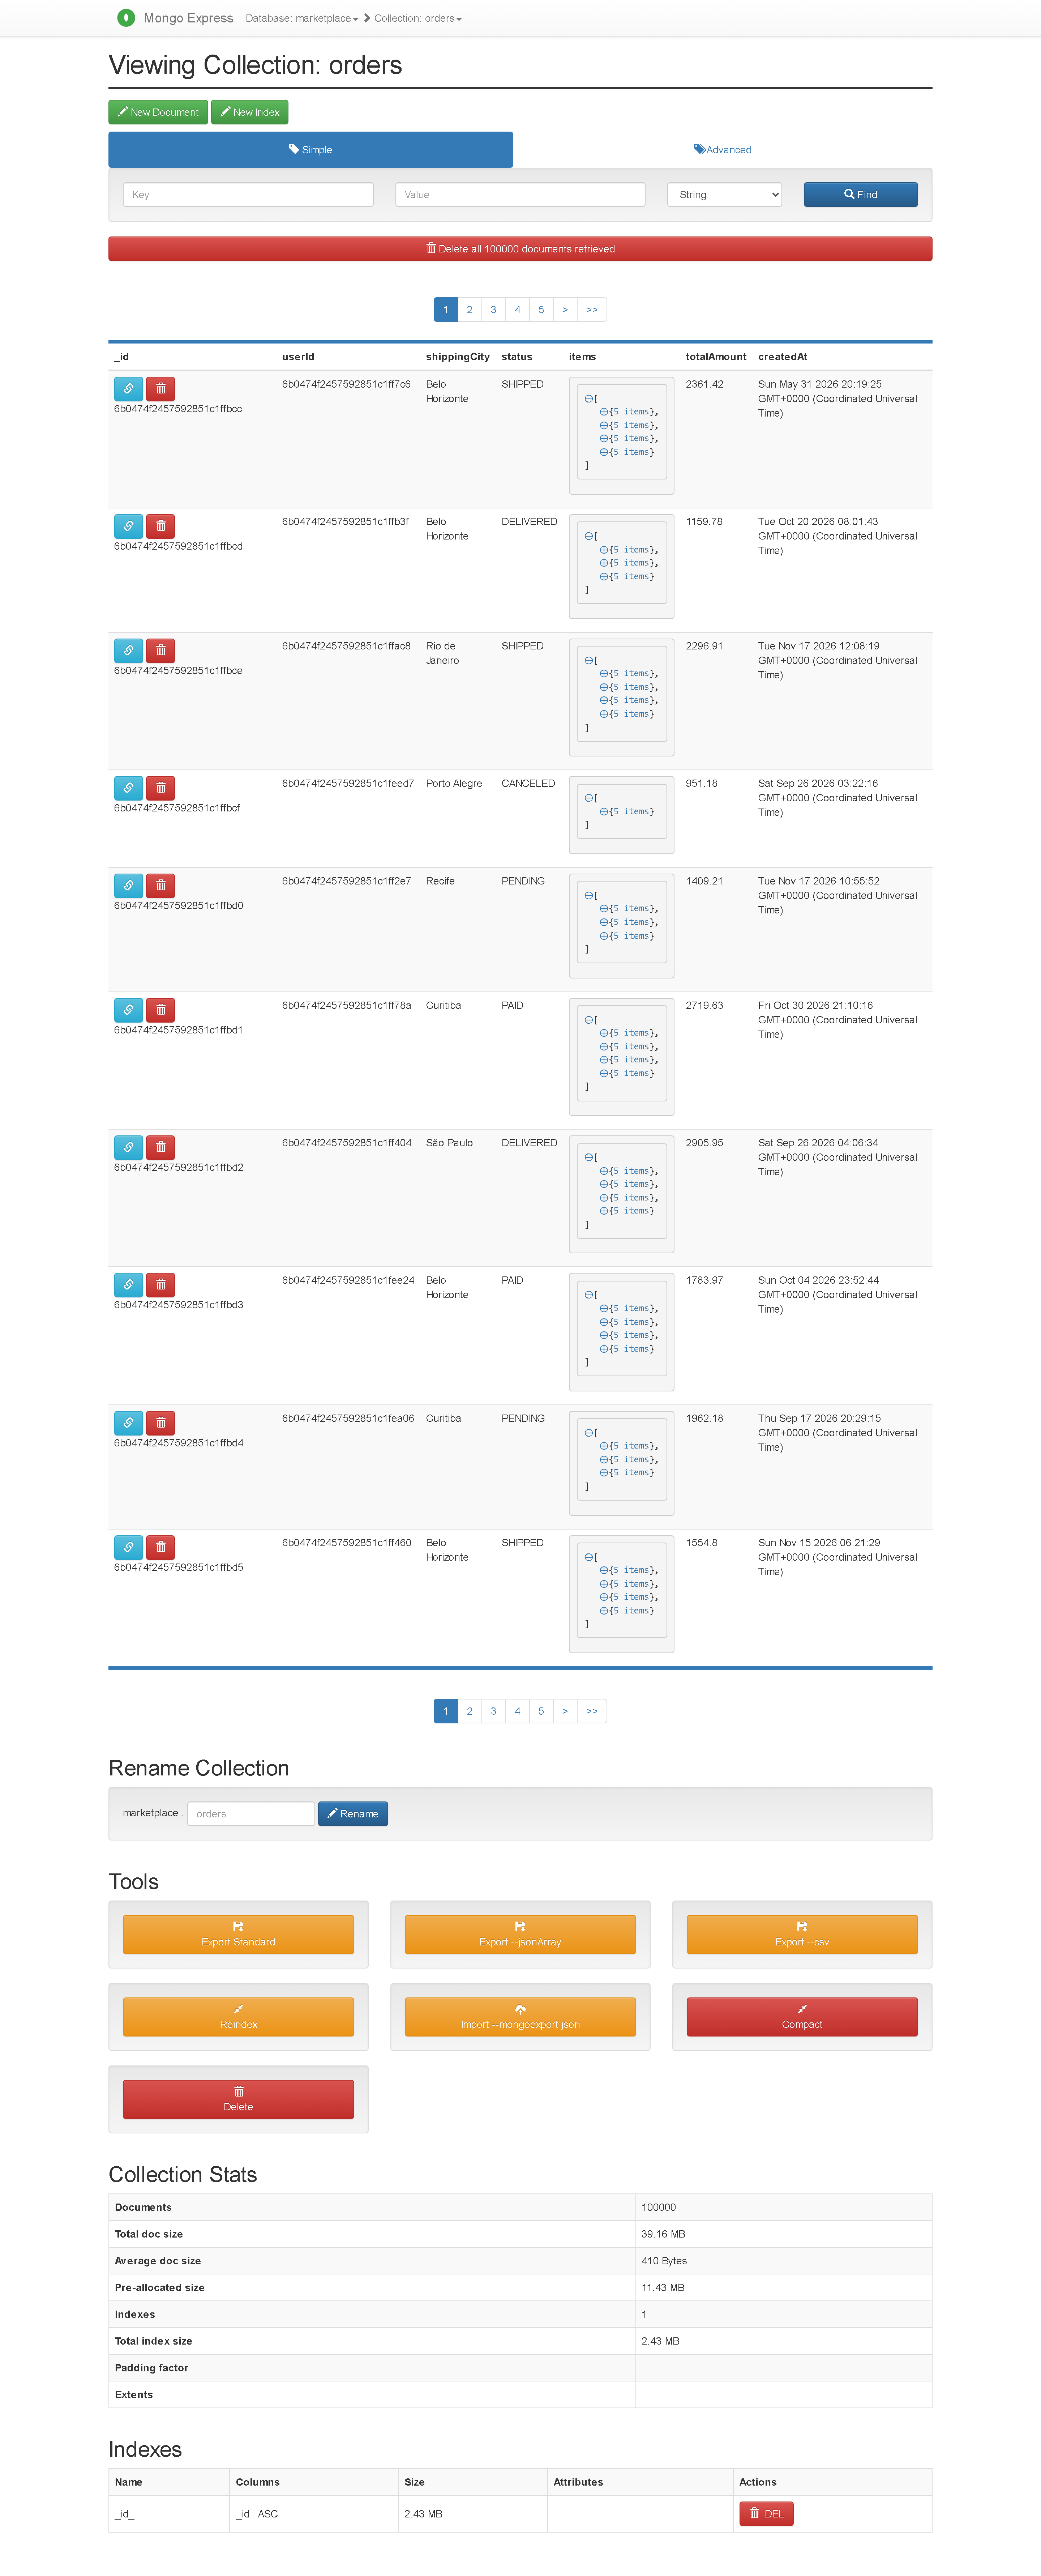 Mongo Express Database: marketplace Collection: orders
Viewing Collection: orders
New Document New Index
Simple Advanced
Key Value String Find
Delete all 100000 documents retrieved
1 2 3 4 5 > >>
_id userId shippingCity status items totalAmount createdAt
6b0474f2457592851c1ff7c6 Belo SHIPPED 2361.42 Sun May 31 2026 20:19:25
Horizonte [ GMT+0000 (Coordinated Universal
6b0474f2457592851c1ffbcc {5 items}, Time)
{5 items},
{5 items},
{5 items}
]
6b0474f2457592851c1ffb3f Belo DELIVERED 1159.78 Tue Oct 20 2026 08:01:43
Horizonte [ GMT+0000 (Coordinated Universal
6b0474f2457592851c1ffbcd {5 items}, Time)
{5 items},
{5 items}
]
6b0474f2457592851c1ffac8 Rio de SHIPPED 2296.91 Tue Nov 17 2026 12:08:19
Janeiro [ GMT+0000 (Coordinated Universal
6b0474f2457592851c1ffbce {5 items}, Time)
{5 items},
{5 items},
{5 items}
]
6b0474f2457592851c1feed7 Porto Alegre CANCELED 951.18 Sat Sep 26 2026 03:22:16
[ GMT+0000 (Coordinated Universal
6b0474f2457592851c1ffbcf {5 items} Time)
]
6b0474f2457592851c1ff2e7 Recife PENDING 1409.21 Tue Nov 17 2026 10:55:52
[ GMT+0000 (Coordinated Universal
6b0474f2457592851c1ffbd0 {5 items}, Time)
{5 items},
{5 items}
]
6b0474f2457592851c1ff78a Curitiba PAID 2719.63 Fri Oct 30 2026 21:10:16
[ GMT+0000 (Coordinated Universal
6b0474f2457592851c1ffbd1 {5 items}, Time)
{5 items},
{5 items},
{5 items}
]
6b0474f2457592851c1ff404 São Paulo DELIVERED 2905.95 Sat Sep 26 2026 04:06:34
[ GMT+0000 (Coordinated Universal
6b0474f2457592851c1ffbd2 {5 items}, Time)
{5 items},
{5 items},
{5 items}
]
6b0474f2457592851c1fee24 Belo PAID 1783.97 Sun Oct 04 2026 23:52:44
Horizonte [ GMT+0000 (Coordinated Universal
6b0474f2457592851c1ffbd3 {5 items}, Time)
{5 items},
{5 items},
{5 items}
]
6b0474f2457592851c1fea06 Curitiba PENDING 1962.18 Thu Sep 17 2026 20:29:15
[ GMT+0000 (Coordinated Universal
6b0474f2457592851c1ffbd4 {5 items}, Time)
{5 items},
{5 items}
]
6b0474f2457592851c1ff460 Belo SHIPPED 1554.8 Sun Nov 15 2026 06:21:29
Horizonte [ GMT+0000 (Coordinated Universal
6b0474f2457592851c1ffbd5 {5 items}, Time)
{5 items},
{5 items},
{5 items}
]
1 2 3 4 5 > >>
Rename Collection
marketplace . orders Rename
Tools
Export Standard Export --jsonArray Export --csv
Reindex Import --mongoexport json Compact
Delete
Collection Stats
Documents 100000
Total doc size 39.16 MB
Average doc size 410 Bytes
Pre-allocated size 11.43 MB
Indexes 1
Total index size 2.43 MB
Padding factor
Extents
Indexes
Name Columns Size Attributes Actions
_id_ _id ASC 2.43 MB DEL